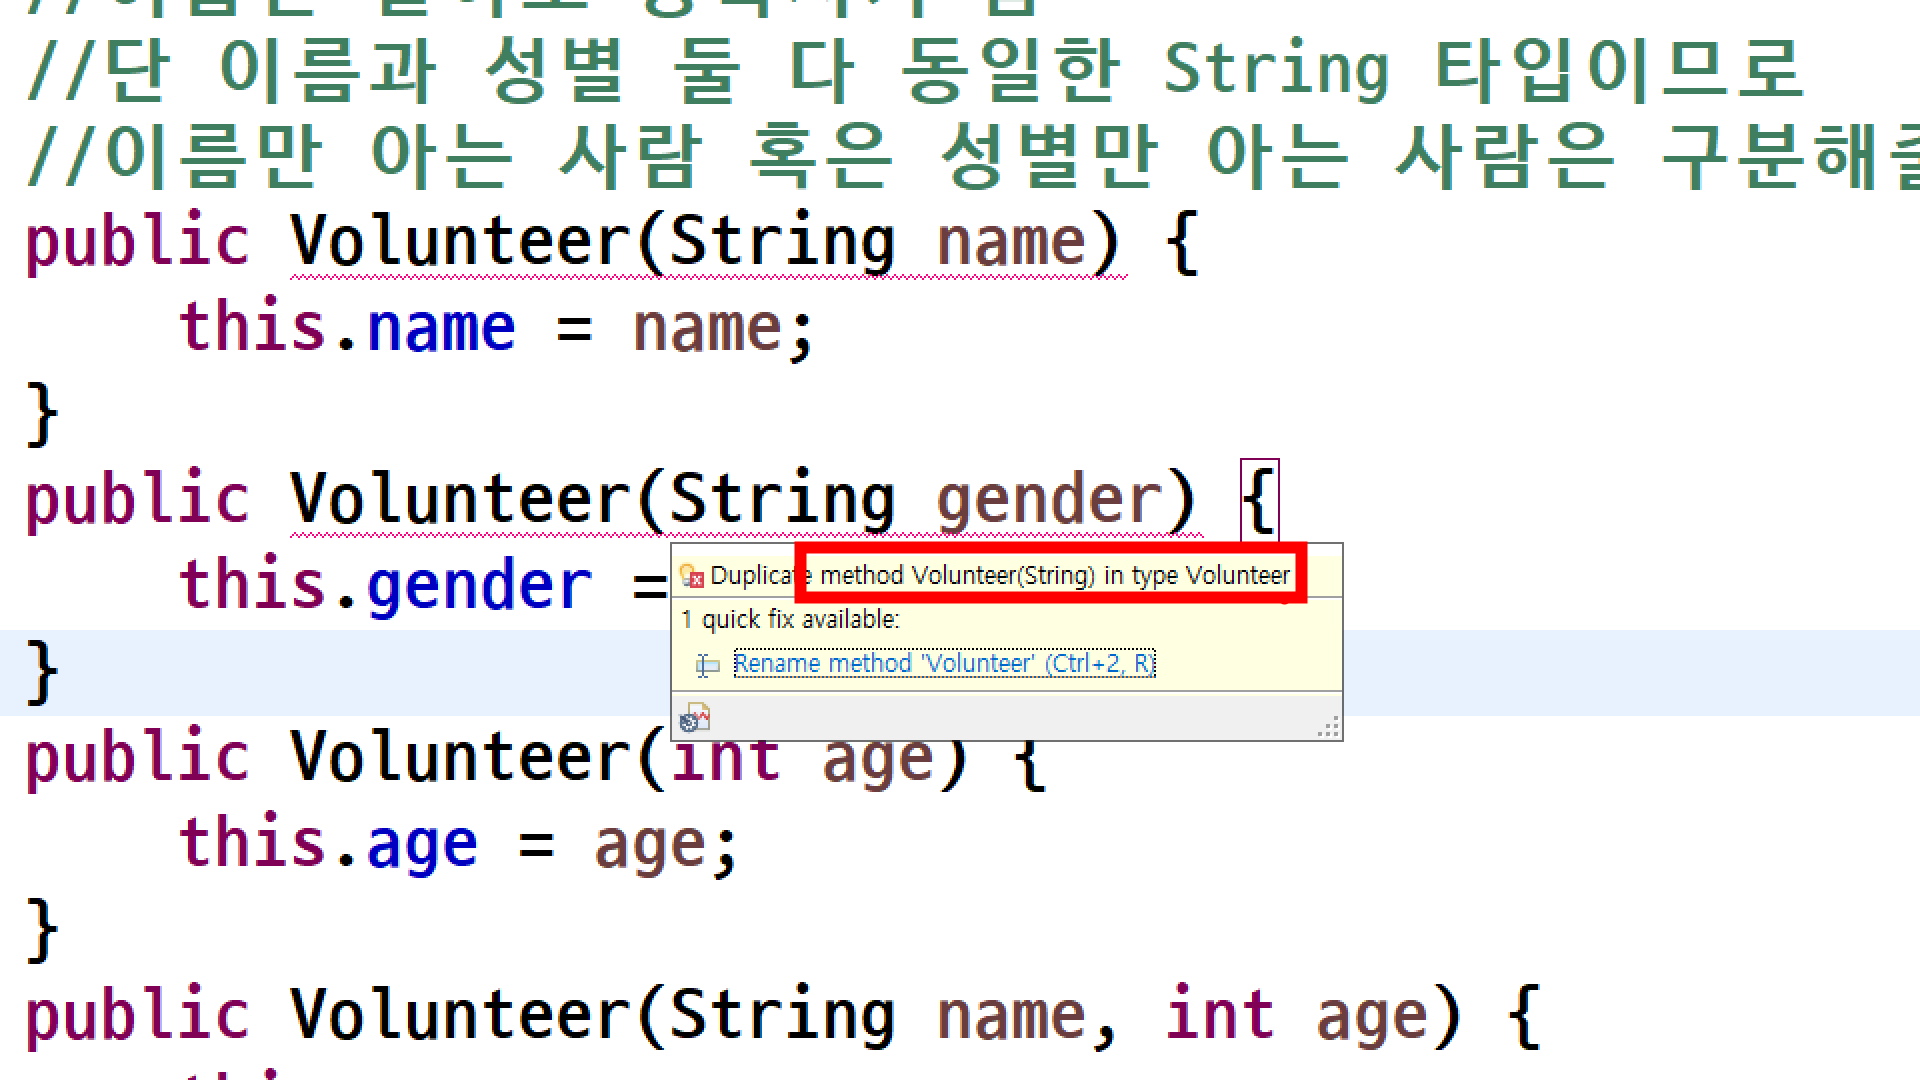 //단 이름과 성별 둘 다 동일한 String 타입이므로
//이름만 아는 사람 혹은 성별만 아는 사람은 구분해줄
public Volunteer(String name) {
this.name = name;
}
public Volunteer(String gender) {
this.gender =
Duplicate method Volunteer(String) in type Volunteer
1 quick fix available:
Rename method 'Volunteer' (Ctrl+2, R)
}
public Volunteer(int age) {
this.age = age;
}
public Volunteer(String name, int age) {